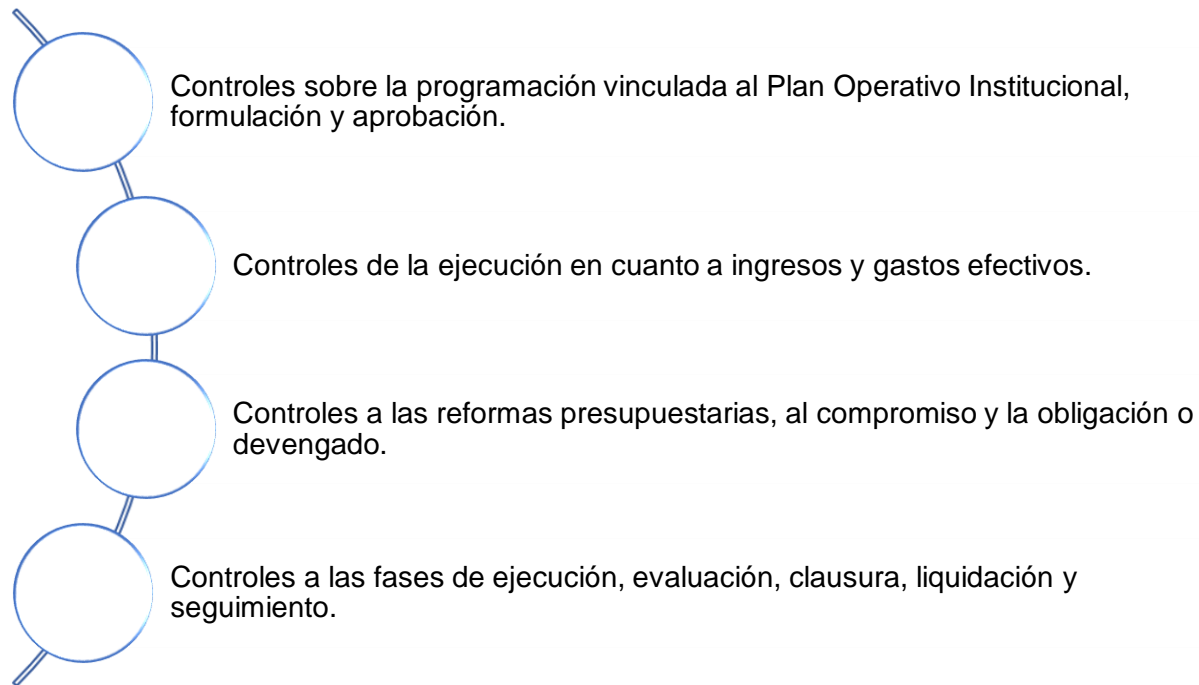 Controles sobre la programación vinculada al Plan Operativo Institucional,
formulación y aprobación.
Controles de la ejecución en cuanto a ingresos y gastos efectivos.
Controles a las reformas presupuestarias, al compromiso y la obligación o
devengado.
Controles a las fases de ejecución, evaluación, clausura, liquidación y
seguimiento.